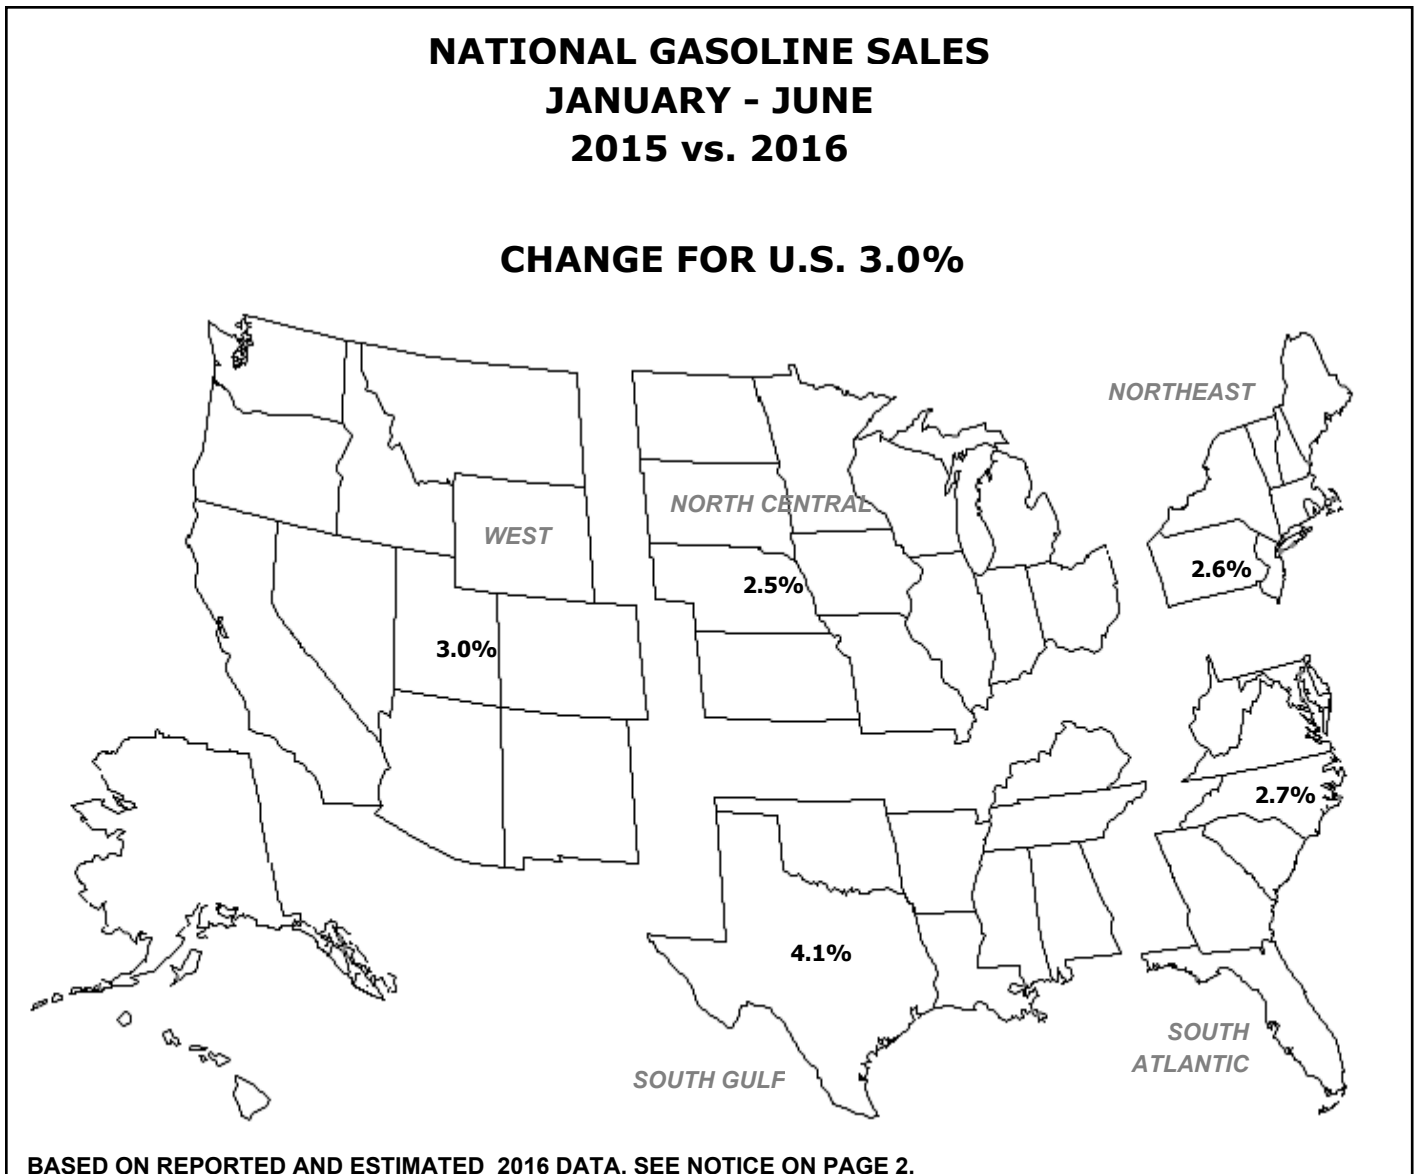 NATIONAL GASOLINE SALES
JANUARY - JUNE
2015 vs. 2016
CHANGE FOR U.S. 3.0%
NORTHEAST
NORTH CENTRAL
WEST
2.6%
2.5%
3.0%
2.7%
4.1%
SOUTH
ATLANTIC
SOUTH GULF
BASED ON REPORTED AND ESTIMATED  2016 DATA. SEE NOTICE ON PAGE 2.